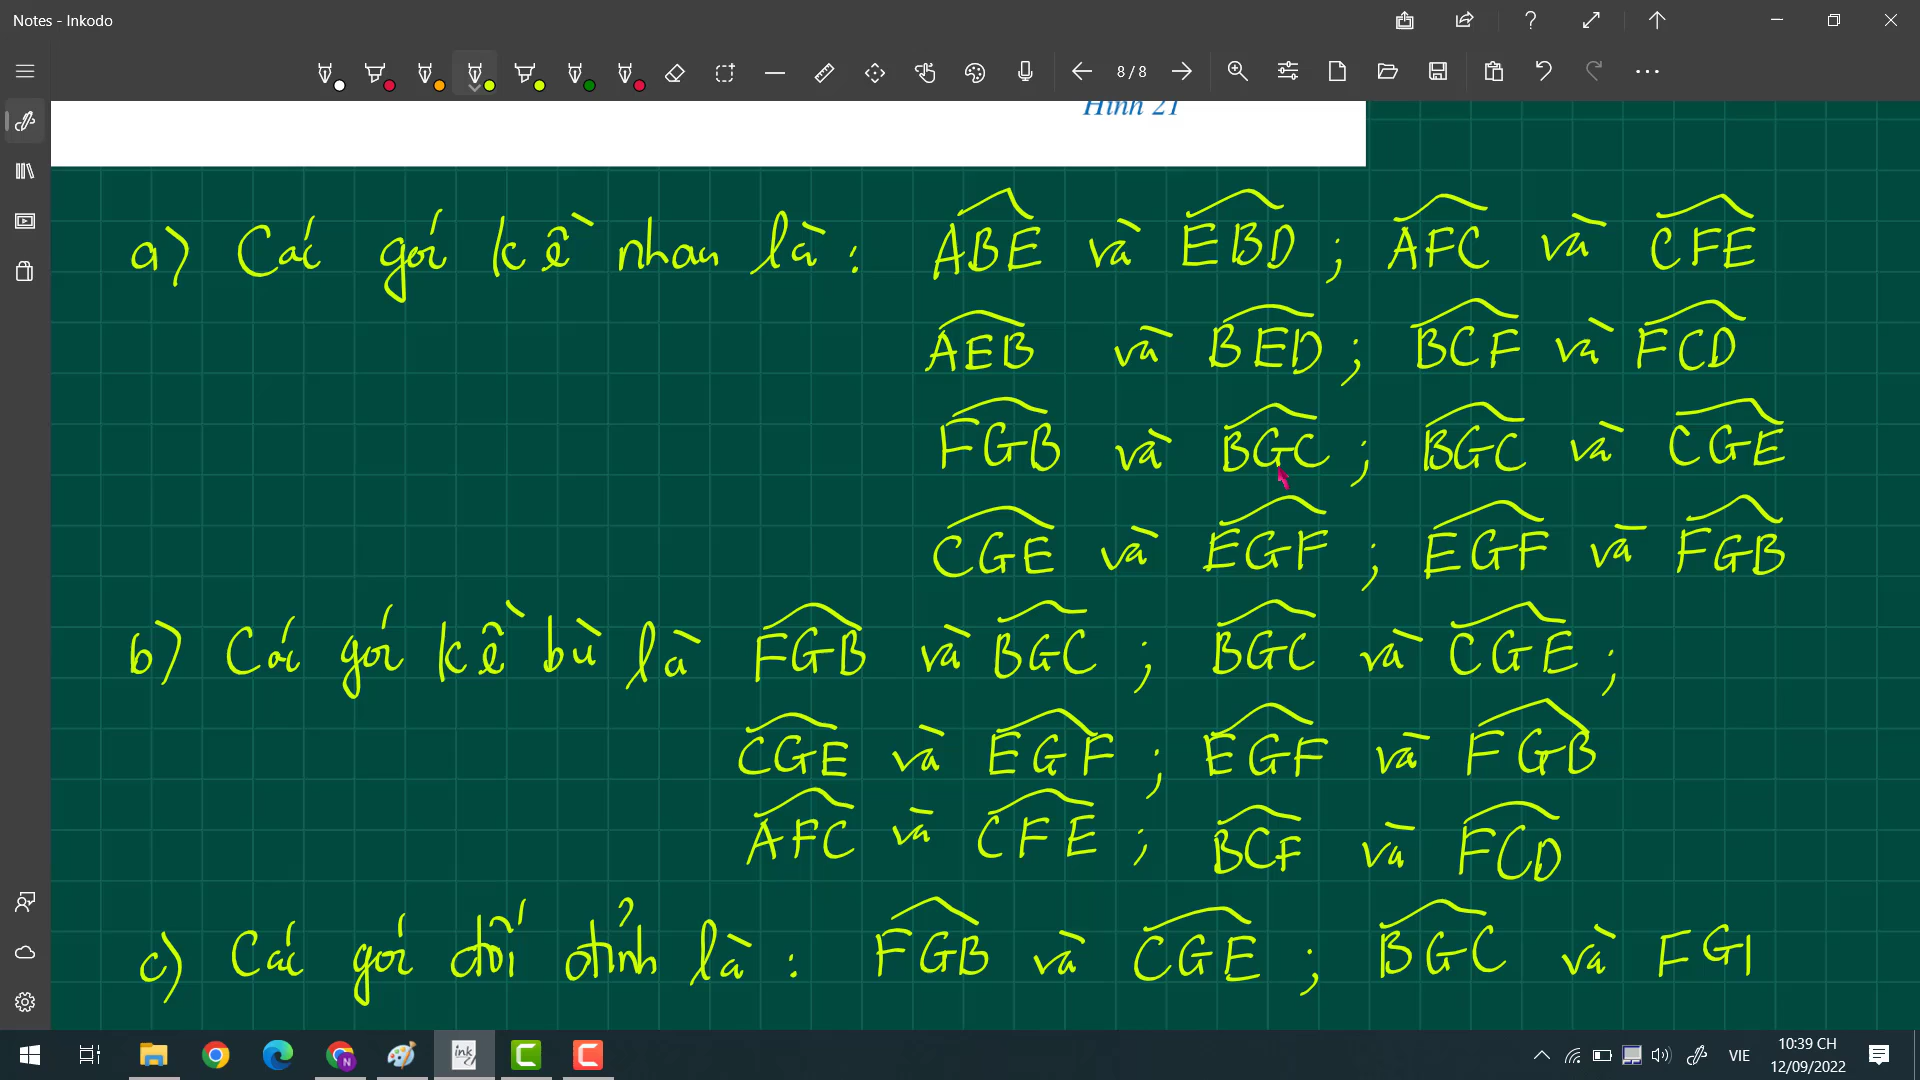 Notes - Inkodo
8 / 8
Hình 21
a) Các góc kề nhau là: ABE và EBD; AFC và CFE
AEB và BED; BCF và FCD
FGB và BGC; BGC và CGE
CGE và EGF; EGF và FGB
b) Các góc kề bù là FGB và BGC; BGC và CGE;
CGE và EGF; EGF và FGB
AFC và CFE; BCF và FCD
c) Các góc đối đỉnh là: FGB và CGE; BGC và FG
ink
N
VIE
10:39 CH
12/09/2022